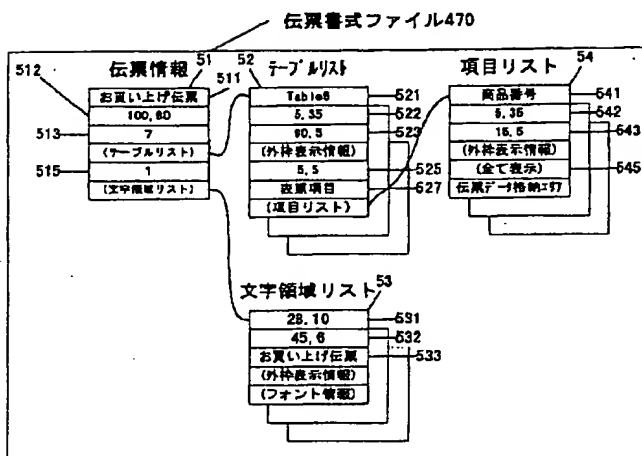 伝票書式ファイル470
伝票情報
51
511
512
お買い上げ伝票
100,80
513
7
(テーブルリスト)
515
1
(文字領域リスト)
52
テーブルリスト
521
522
5,35
523
90,5
(外枠表示情報)
525
5,5
527
表項目
(項目リスト)
項目リスト
54
商品番号
541
542
5,35
543
15,5
(外枠表示情報)
545
(全て表示)
伝票データ格納エリア
文字領域リスト
53
28,10
531
45,6
532
お買い上げ伝票
533
(外枠表示情報)
(フォント情報)